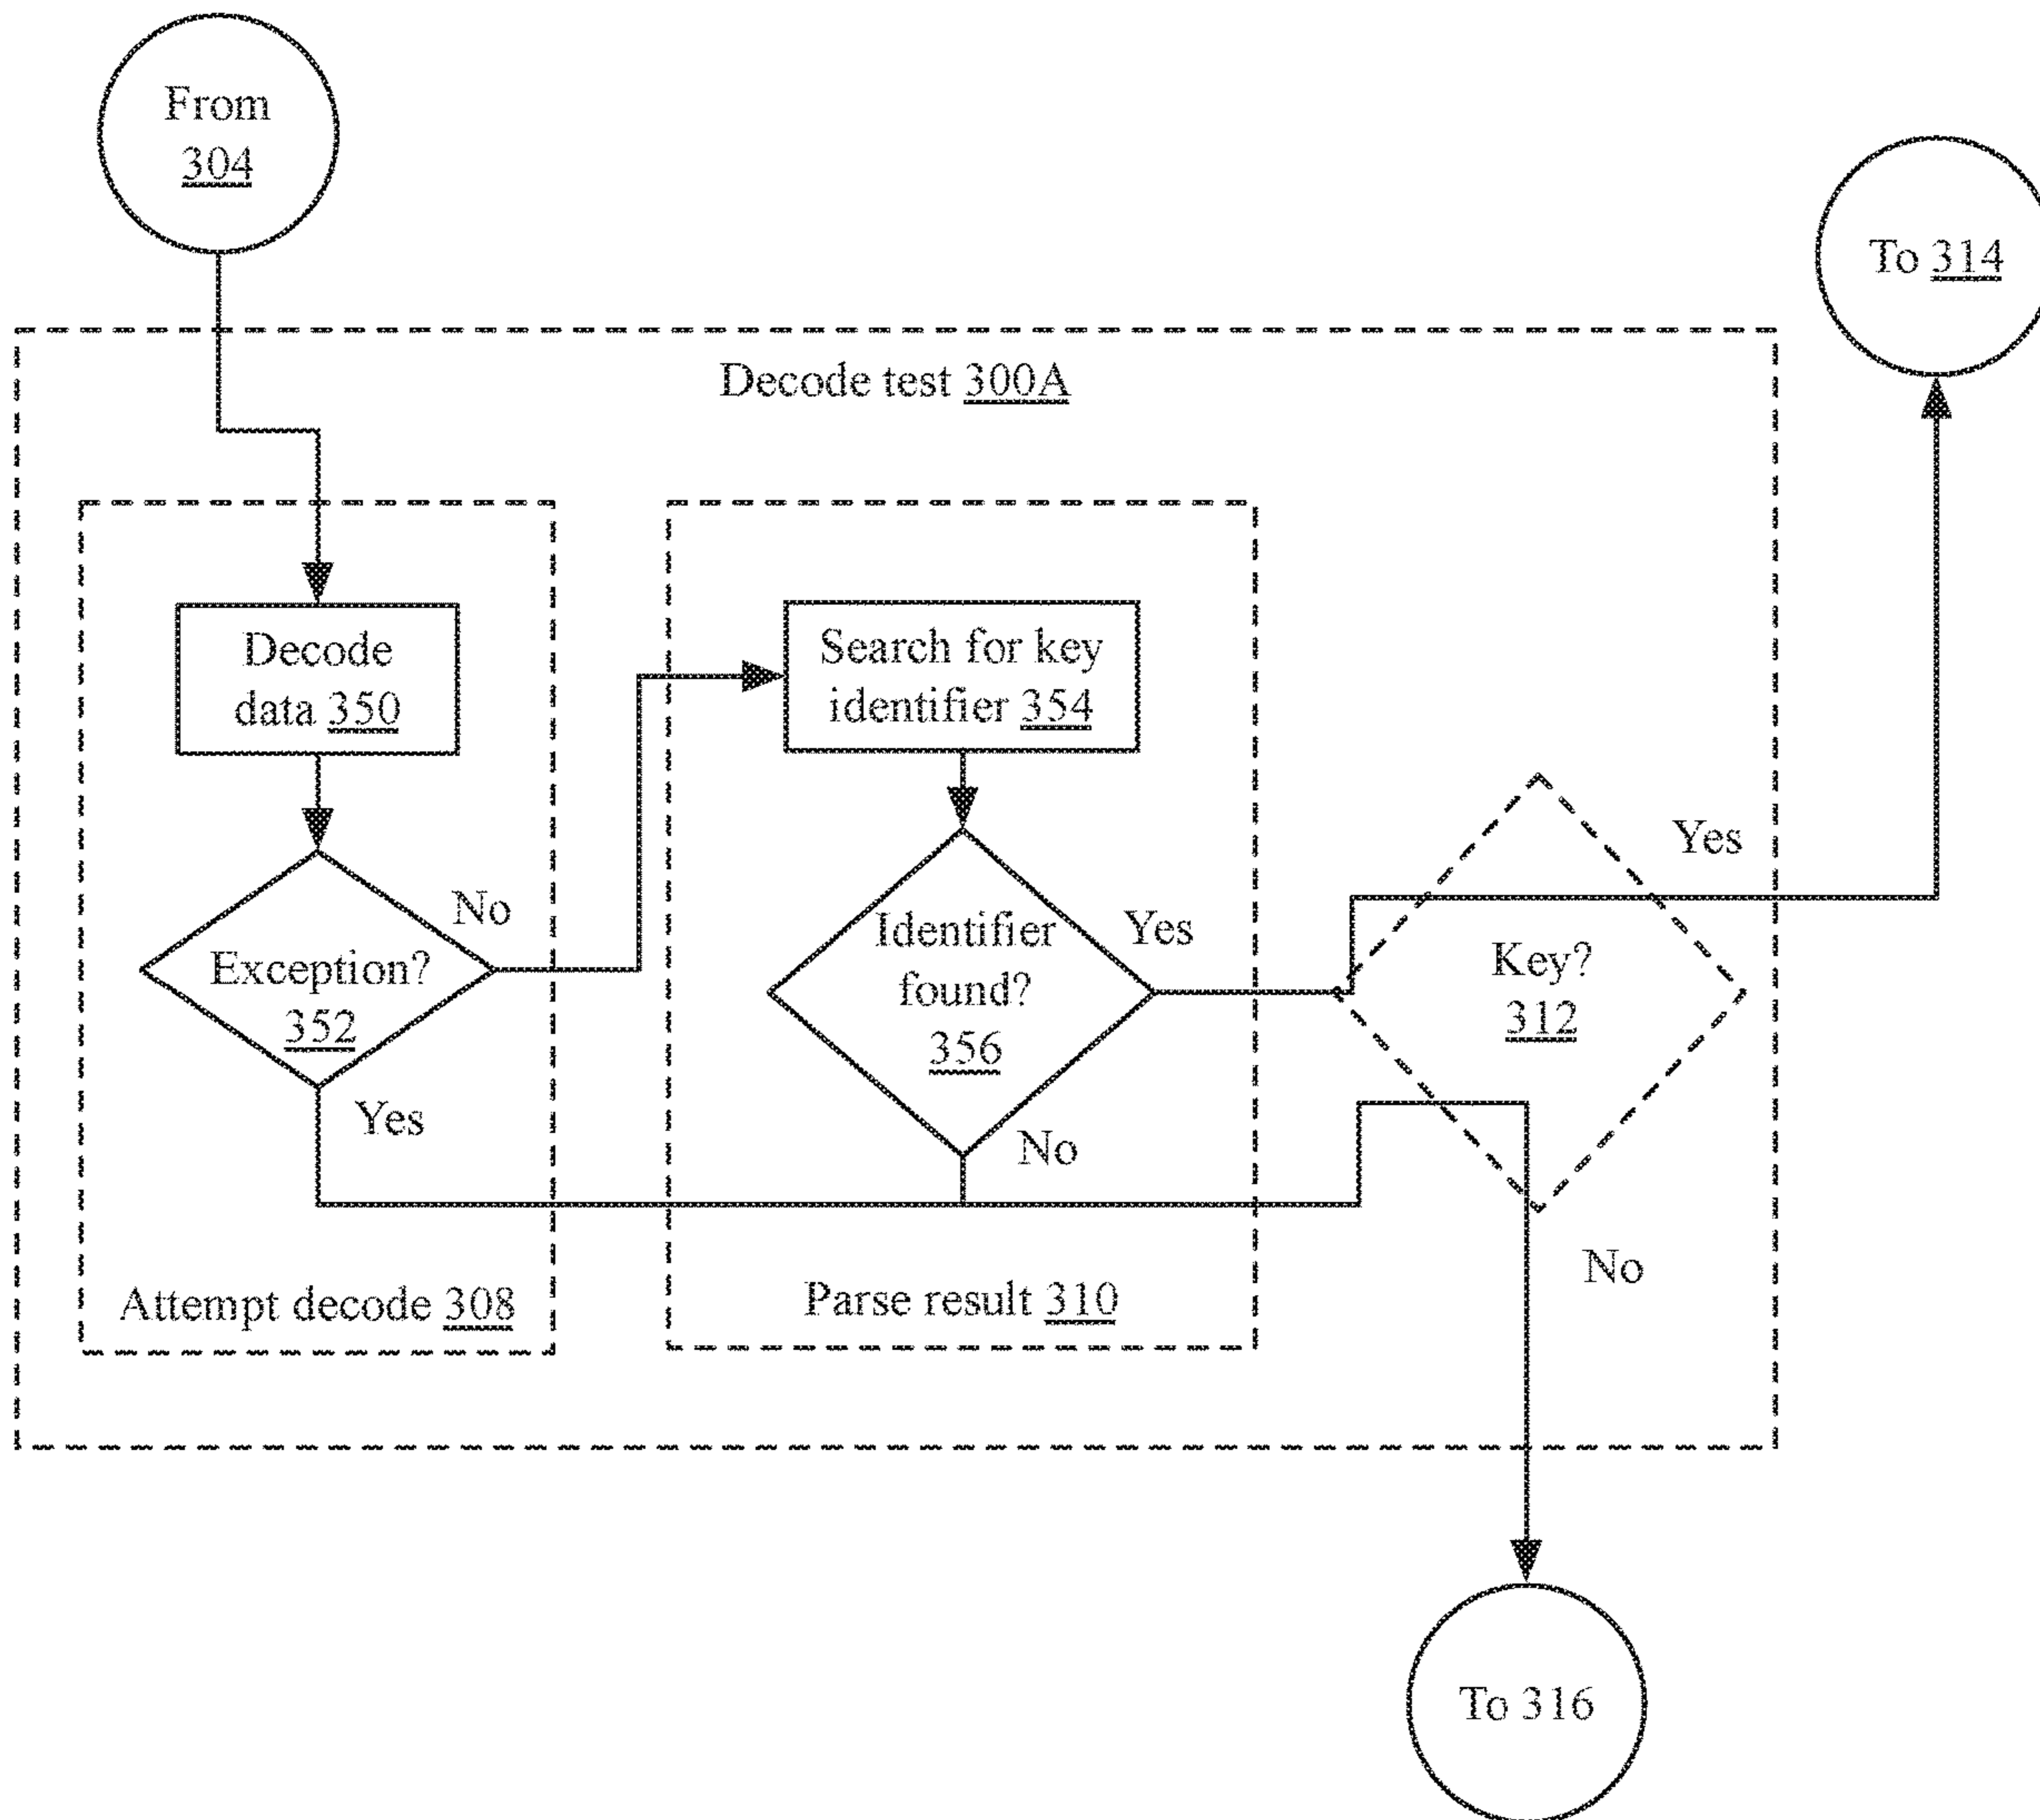 From
304
To 314
Decode test 300A
Decode
data 350
Search for key
identifier 354
Yes
No
Identifier
found?
356
Yes
Exception?
352
Key?
312
Yes
No
No
Attempt decode 308
Parse result 310
To 316